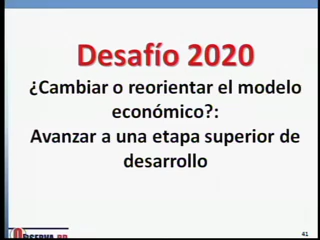 Desafío 2020
¿Cambiar o reorientar el modelo
económico?:
Avanzar a una etapa superior de
desarrollo
41